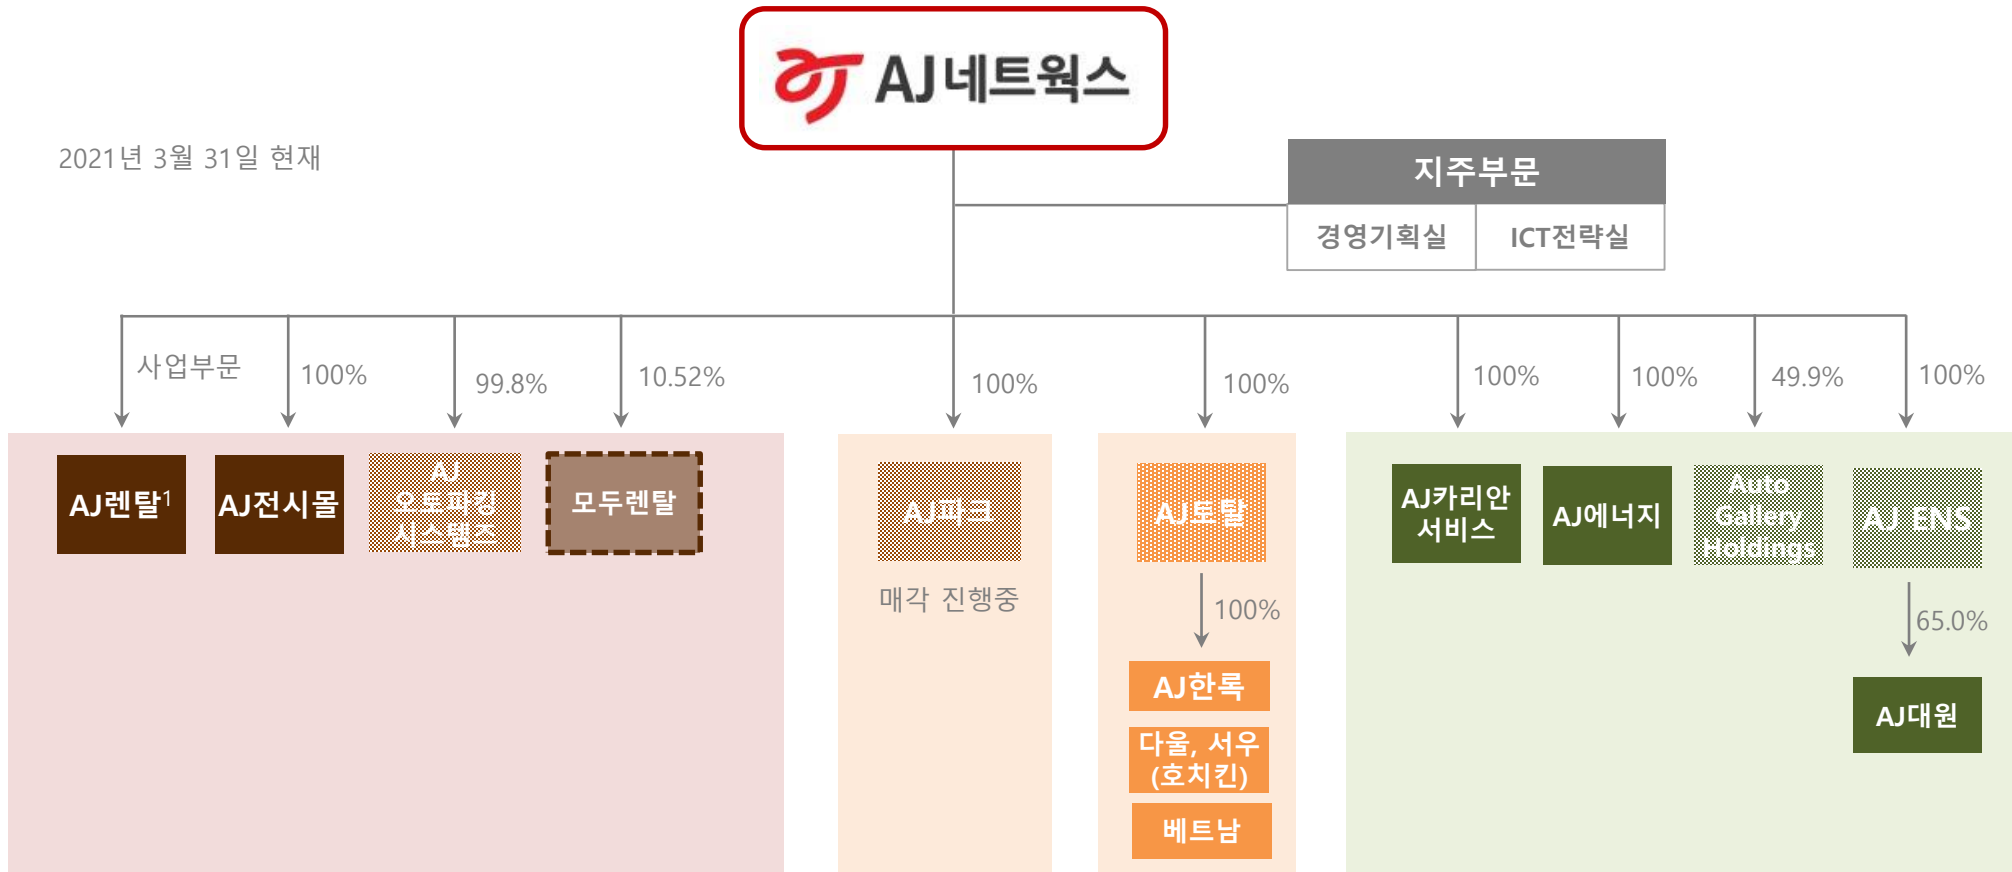 AJ네트웍스
2021년 3월 31일 현재
지주부문
경영기획실
ICT전략실
사업부문
100%
99.8%
10.52%
100%
100%
100%
100%
49.9%
100%
AJ렌탈1
AJ전시몰
AJ
오토파킹
시스템즈
모두렌탈
AJ파크
AJ토탈
AJ카리안
서비스
AJ에너지
Auto
Gallery
Holdings
AJ ENS
매각 진행중
100%
65.0%
AJ한록
다울, 서우
(호치킨)
베트남
AJ대원